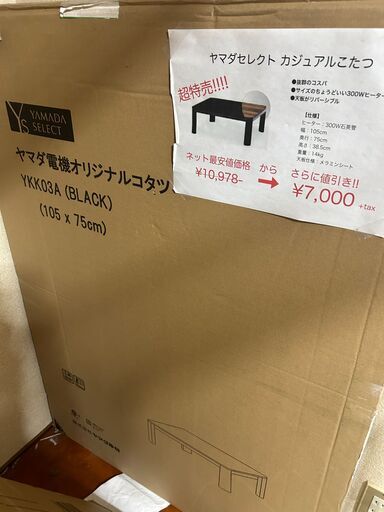 YAMADA
SELECT
ヤマダ電機オリジナルコタツ
YKK03A (BLACK)
(105 x 75cm)
ヤマダセレクト カジュアルこたつ
超特売!!!!
●抜群のコスパ
●サイズのちょうどいい300Wヒーター
●天板がリバーシブル
【仕様】
ヒーター:300W石英管
幅:105cm
奥行:75cm
高さ:38.5cm
重量:14kg
天板仕様:メラミンシート
ネット最安値価格 から さらに値引き!!
¥10,978- ¥7,000 +tax